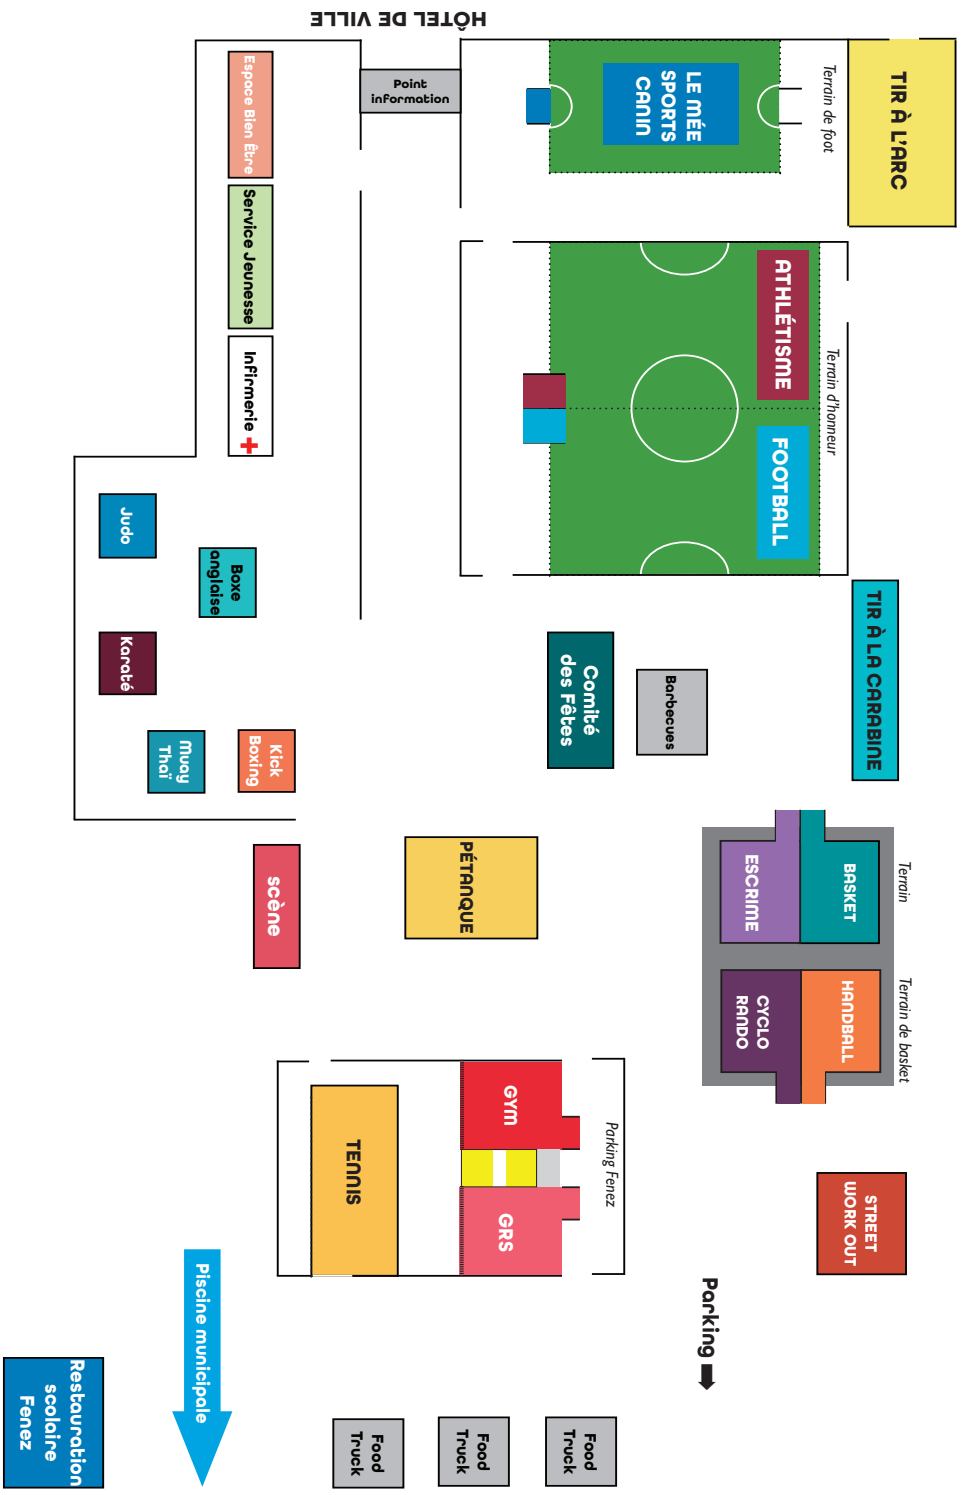 HÔTEL DE VILLE
Point
information
Espace Bien Être
Service Jeunesse
Infirmerie
LE MÉE
SPORTS
CANIN
Terrain de foot
TIR À L'ARC
ATHLÉTISME
FOOTBALL
Terrain d'honneur
Judo
Boxe
anglaise
Karaté
Muay
Thaï
Kick
Boxing
Comité
des Fêtes
Barbecues
TIR À LA CARABINE
scène
PÉTANQUE
ESCRIME
BASKET
Terrain
CYCLO
RANDO
HANDBALL
Terrain de basket
TENNIS
GYM
GRS
Parking Fenez
STREET
WORK OUT
Parking
Piscine municipale
Restauration
scolaire
Fenez
Food
Truck
Food
Truck
Food
Truck